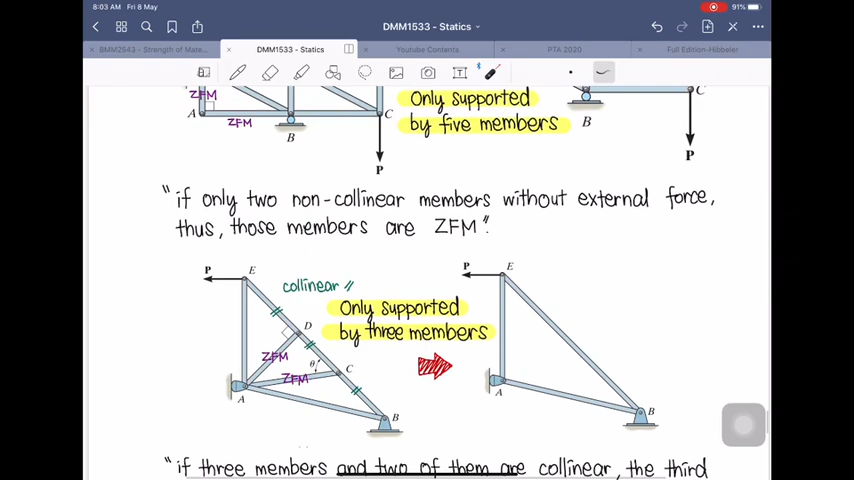 8:03 AM Fri 8 May
91%
DMM1533 - Statics
BMM2543 - Strength of Mate...
DMM1533 - Statics
Youtube Contents
PTA 2020
Full Edition-Hibbeler
ZFM
A
ZFM
B
C
P
Only supported
by five members
B
C
P
"if only two non-collinear members without external force,
thus, those members are ZFM".
P
E
collinear
Only supported
by three members
D
ZFM
θ
C
ZFM
A
B
P
E
A
B
"if three members and two of them are collinear, the third